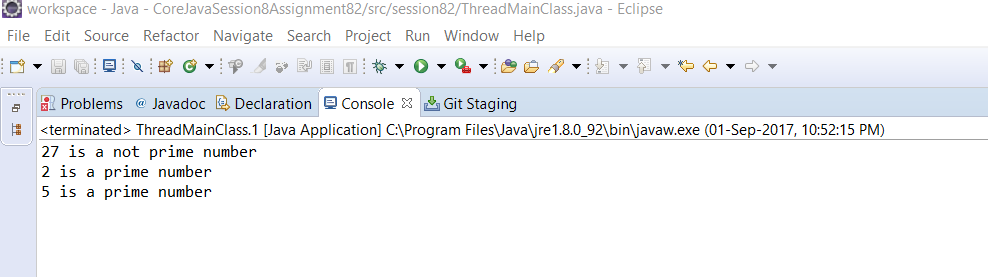 workspace - Java - CoreJavaSession8Assignment82/src/session82/ThreadMainClass.java - Eclipse
File Edit Source Refactor Navigate Search Project Run Window Help
Problems @ Javadoc Declaration Console Git Staging
<terminated> ThreadMainClass.1 [Java Application] C:\Program Files\Java\jre1.8.0_92\bin\javaw.exe (01-Sep-2017, 10:52:15 PM)
27 is a not prime number
2 is a prime number
5 is a prime number